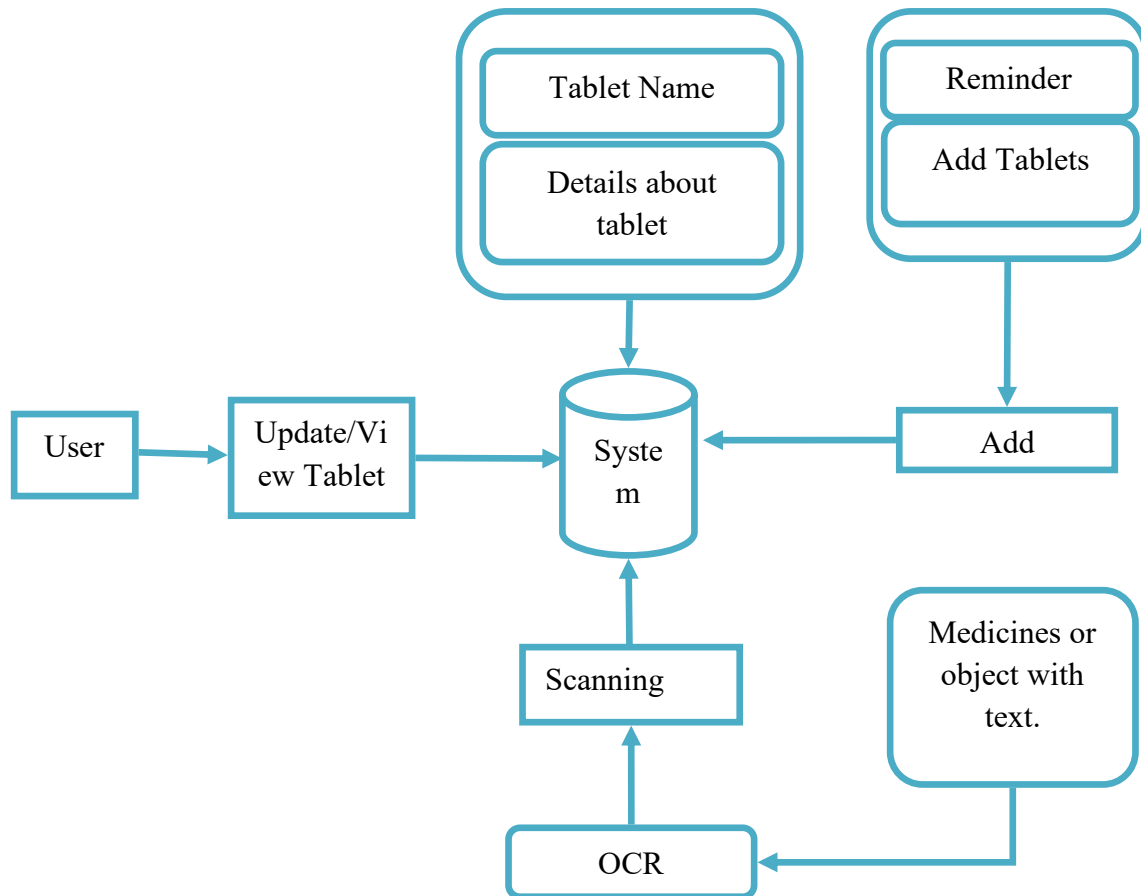 Tablet Name
Details about
tablet
Reminder
Add Tablets
User
Update/Vi
ew Tablet
Syste
m
Add
Scanning
Medicines or
object with
text.
OCR